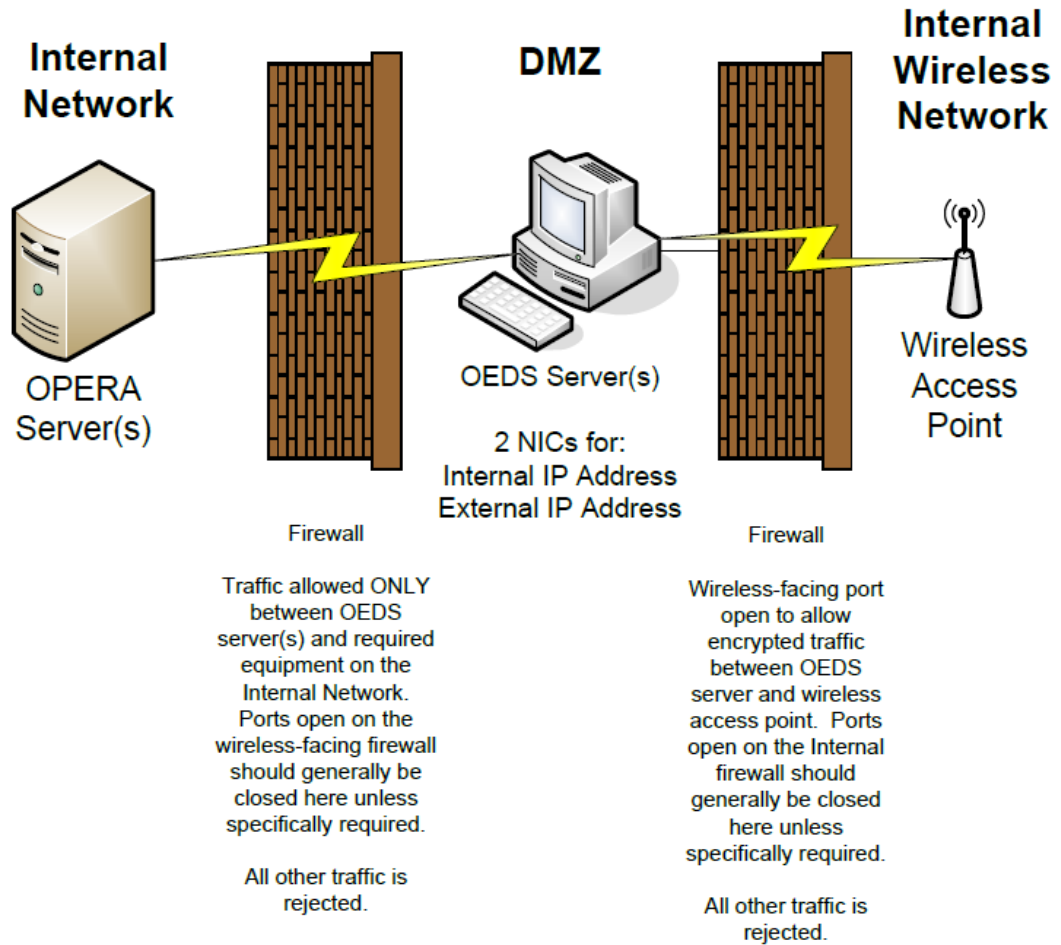 Internal
Network
DMZ
Internal
Wireless
Network
OPERA
Server(s)
OEDS Server(s)
2 NICs for:
Internal IP Address
External IP Address
Wireless
Access
Point
Firewall
Traffic allowed ONLY
between OEDS
server(s) and required
equipment on the
Internal Network.
Ports open on the
wireless-facing firewall
should generally be
closed here unless
specifically required.
All other traffic is
rejected.
Firewall
Wireless-facing port
open to allow
encrypted traffic
between OEDS
server and wireless
access point.  Ports
open on the Internal
firewall should
generally be closed
here unless
specifically required.
All other traffic is
rejected.